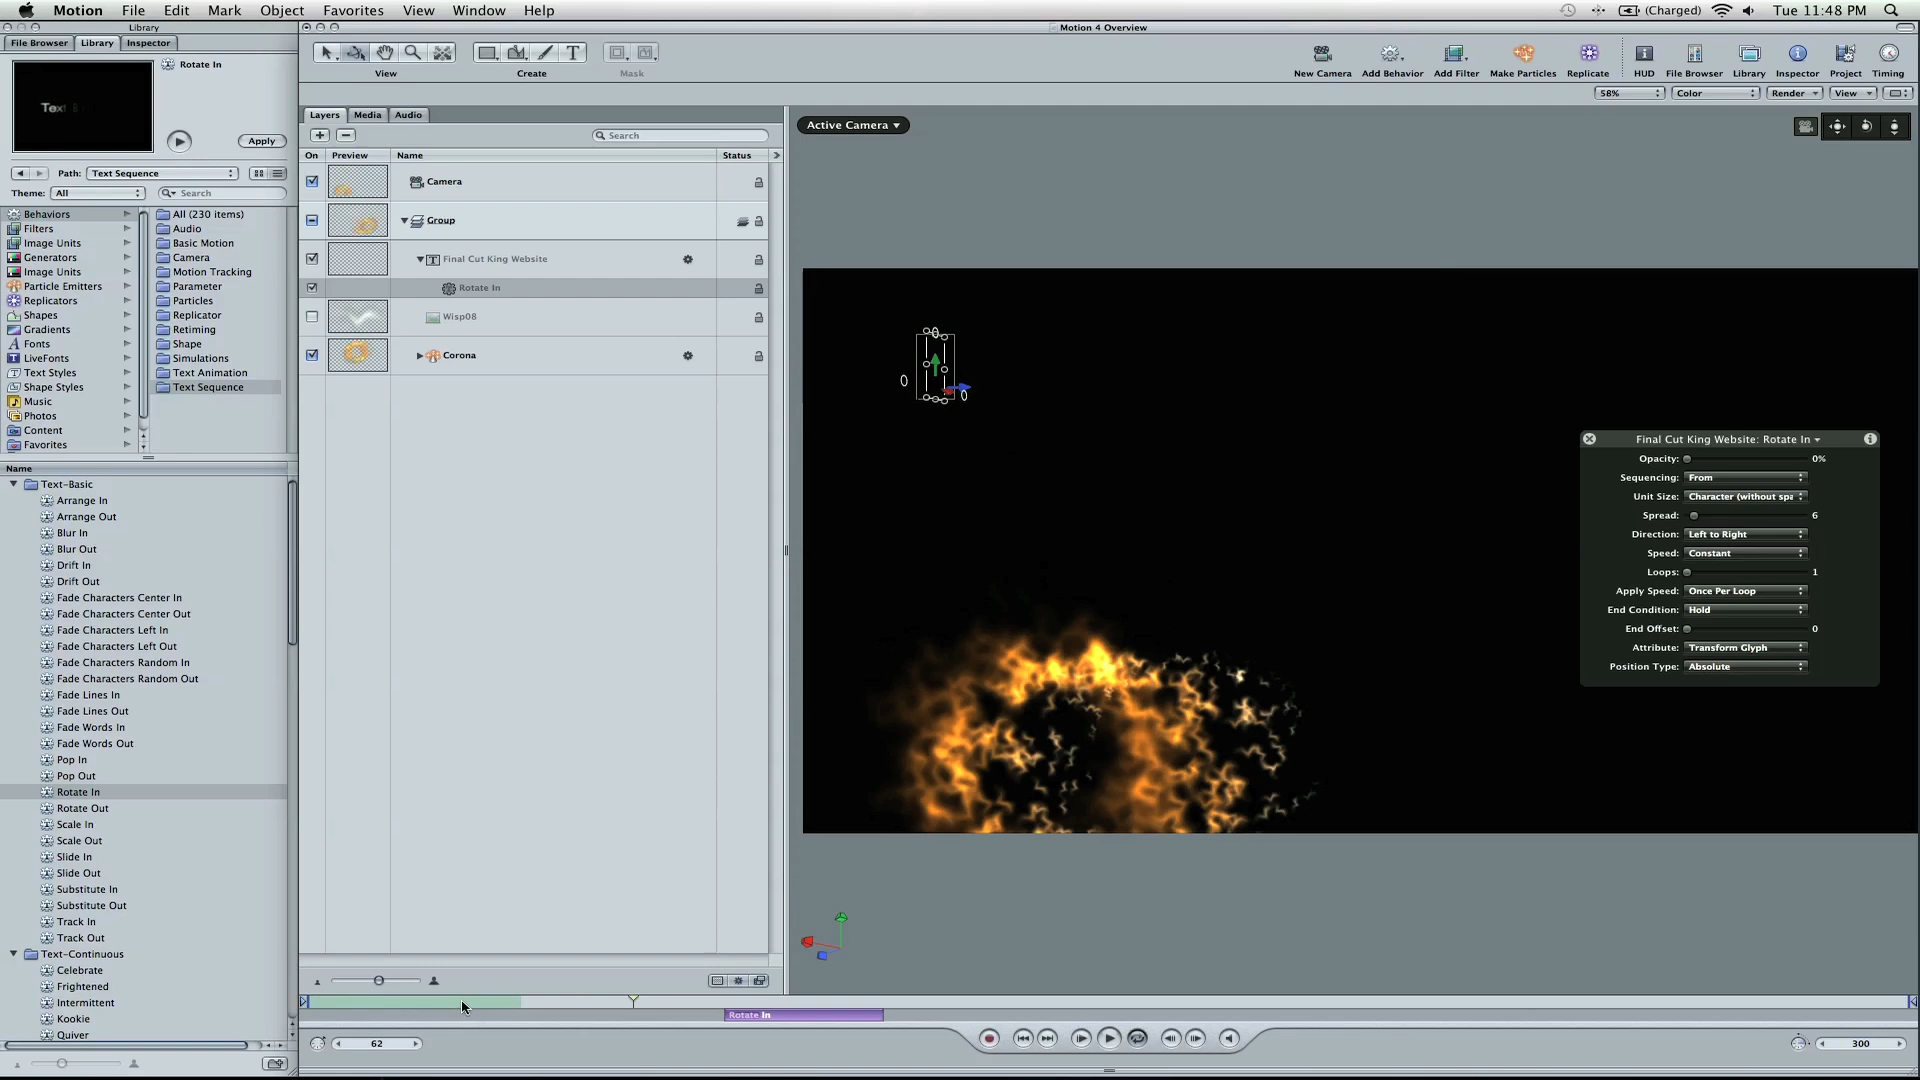 Motion File Edit Mark Object Favorites View Window Help
(Charged) Tue 11:48 PM
Library
Motion 4 Overview
File Browser Library Inspector
Rotate In
Text
Apply
Path: Text Sequence
Theme: All
Search
Behaviors
Filters
Image Units
Generators
Image Units
Particle Emitters
Replicators
Shapes
Gradients
Fonts
LiveFonts
Text Styles
Shape Styles
Music
Photos
Content
Favorites
All (230 items)
Audio
Basic Motion
Camera
Motion Tracking
Parameter
Particles
Replicator
Retiming
Shape
Simulations
Text Animation
Text Sequence
Name
Text-Basic
Arrange In
Arrange Out
Blur In
Blur Out
Drift In
Drift Out
Fade Characters Center In
Fade Characters Center Out
Fade Characters Left In
Fade Characters Left Out
Fade Characters Random In
Fade Characters Random Out
Fade Lines In
Fade Lines Out
Fade Words In
Fade Words Out
Pop In
Pop Out
Rotate In
Rotate Out
Scale In
Scale Out
Slide In
Slide Out
Substitute In
Substitute Out
Track In
Track Out
Text-Continuous
Celebrate
Frightened
Intermittent
Kookie
Quiver
View
Create
Mask
New Camera Add Behavior Add Filter Make Particles Replicate HUD File Browser Library Inspector Project Timing
58% Color Render View
Layers Media Audio
Search
On Preview Name Status
Camera
Group
Final Cut King Website
Rotate In
Wisp08
Corona
Active Camera
Final Cut King Website: Rotate In
Opacity: 0%
Sequencing: From
Unit Size: Character (without spa
Spread: 6
Direction: Left to Right
Speed: Constant
Loops: 1
Apply Speed: Once Per Loop
End Condition: Hold
End Offset: 0
Attribute: Transform Glyph
Position Type: Absolute
Rotate In
62
300